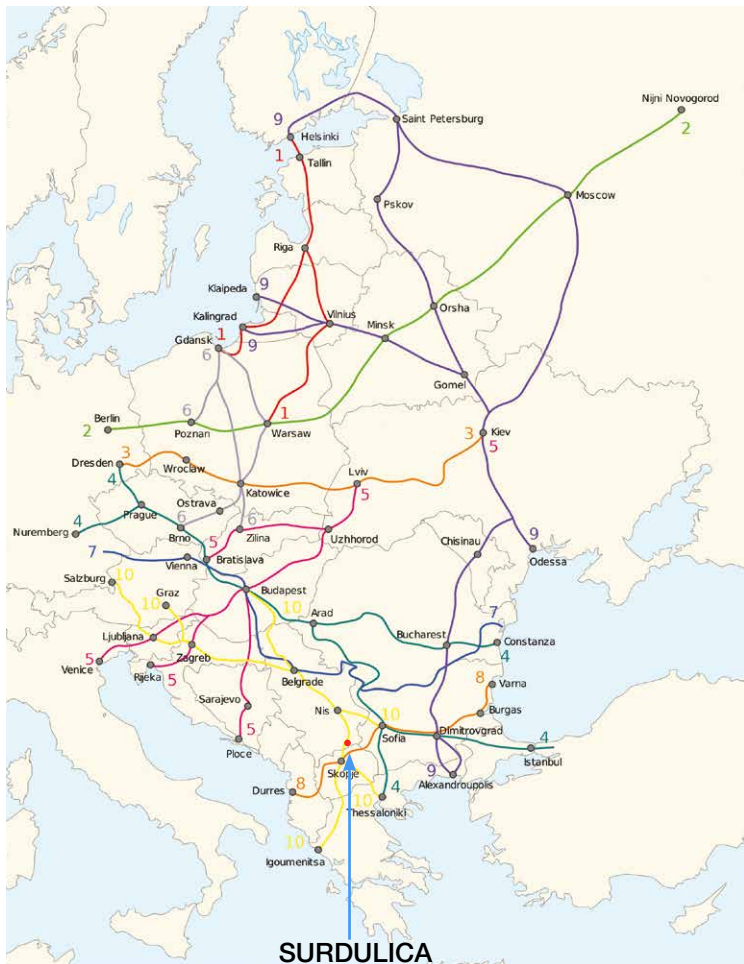 Nijni Novogorod
2
9
Saint Petersburg
Helsinki
1
Tallin
Moscow
Pskov
Riga
Klaipeda
9
Orsha
Kalingrad
Vilnius
Minsk
1
Gdansk
6
9
Gomel
Berlin
6
1
2
Poznan
Warsaw
3
Kiev
5
3
Dresden
4
Wroclaw
Lviv
5
Katowice
Ostrava
Prague
4
6
6
Nuremberg
Brno
Zilina
Uzhhorod
5
9
Chisinau
7
Vienna
Bratislava
Odessa
Salzburg
10
Budapest
Graz
10
10
Arad
7
Ljubljana
Bucharest
Constanza
4
Zagreb
Venice
5
Rijeka
5
Belgrade
8
Varna
Sarajevo
Nis
10
Burgas
5
Sofia
Dimitrovgrad
Ploce
4
Istanbul
Skopje
9
Alexandroupolis
Durres
8
10
4
Thessaloniki
10
Igoumenitsa
SURDULICA